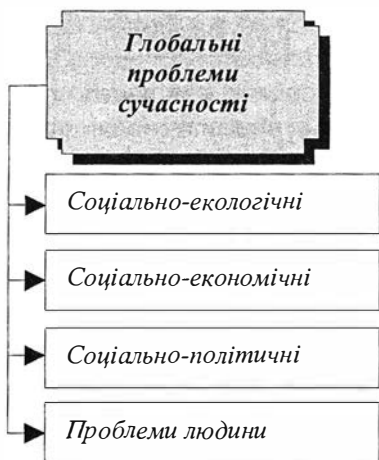 Глобальні
проблеми
сучасності
Соціально-екологічні
Соціально-економічні
Соціально-політичні
Проблеми людини